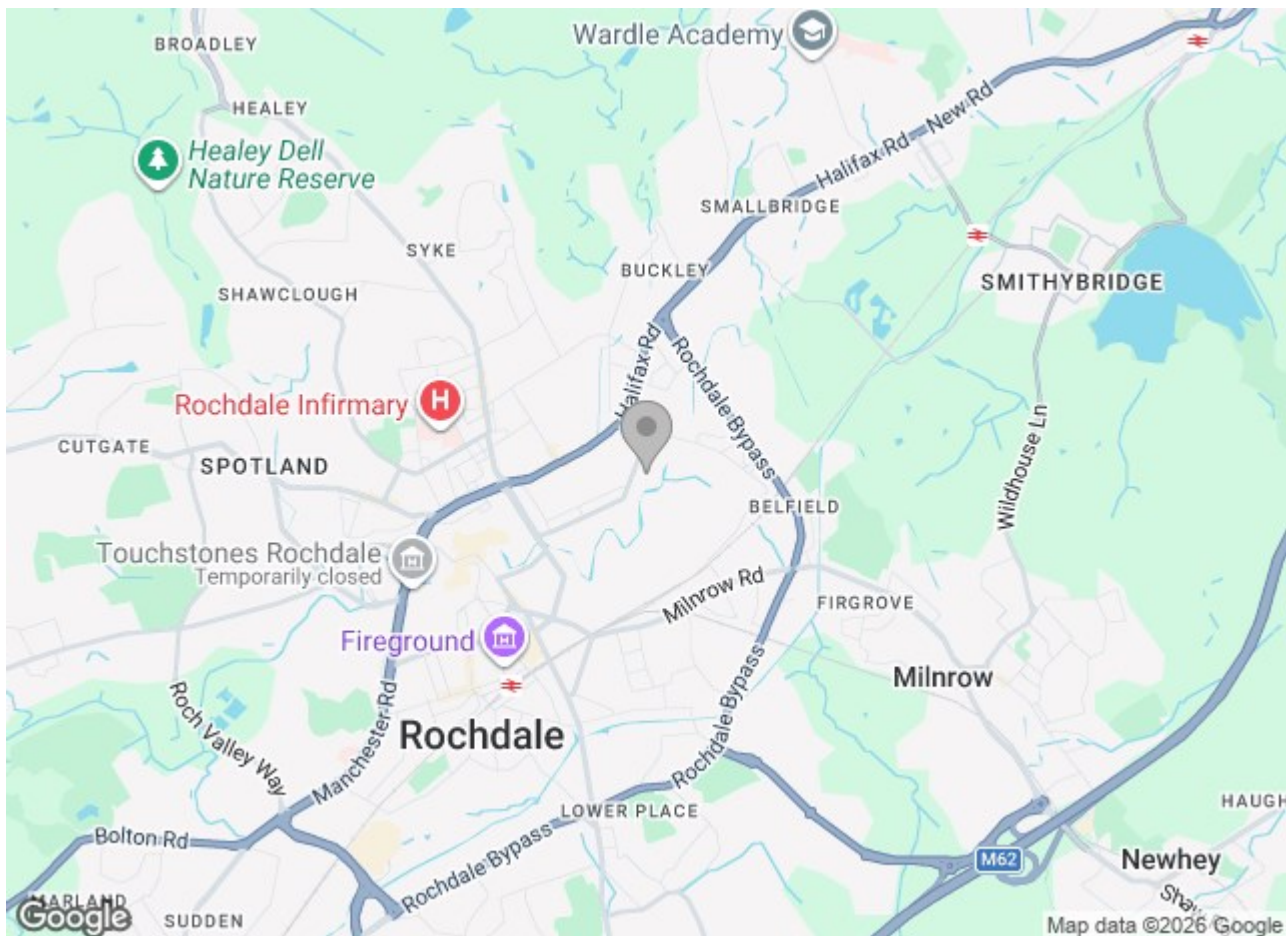 BROADLEY
Wardle Academy
HEALEY
Healey Dell
Nature Reserve
Halifax Rd
New Rd
SMALLBRIDGE
SYKE
BUCKLEY
SHAWCLOUGH
SMITHYBRIDGE
Halifax Rd
Rochdale Bypass
Rochdale Infirmary
H
CUTGATE
SPOTLAND
Wildhouse Ln
BELFIELD
Touchstones Rochdale
Temporarily closed
Milnrow Rd
FIRGROVE
Fireground
Milnrow
Roch Valley Way
Manchester Rd
Rochdale
Rochdale Bypass
LOWER PLACE
HAUGH
Bolton Rd
Rochdale Bypass
M62
Newhey
MARLAND
SUDDEN
Google
Map data ©2026 Google